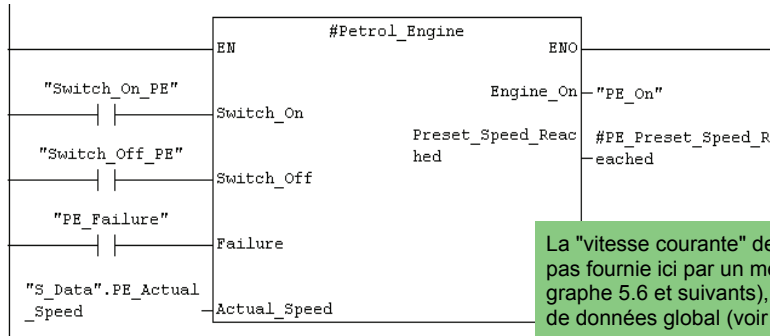 #Petrol_Engine
EN
ENO
"Switch_On_PE"
Switch_On
Engine_On
"PE_On"
Preset_Speed_Reac
hed
#PE_Preset_Speed_R
eached
"Switch_Off_PE"
Switch_Off
"PE_Failure"
Failure
"S_Data".PE_Actual
_Speed
Actual_Speed
La "vitesse courante" de
pas fournie ici par un
graphe 5.6 et suivants),
de données global (voir